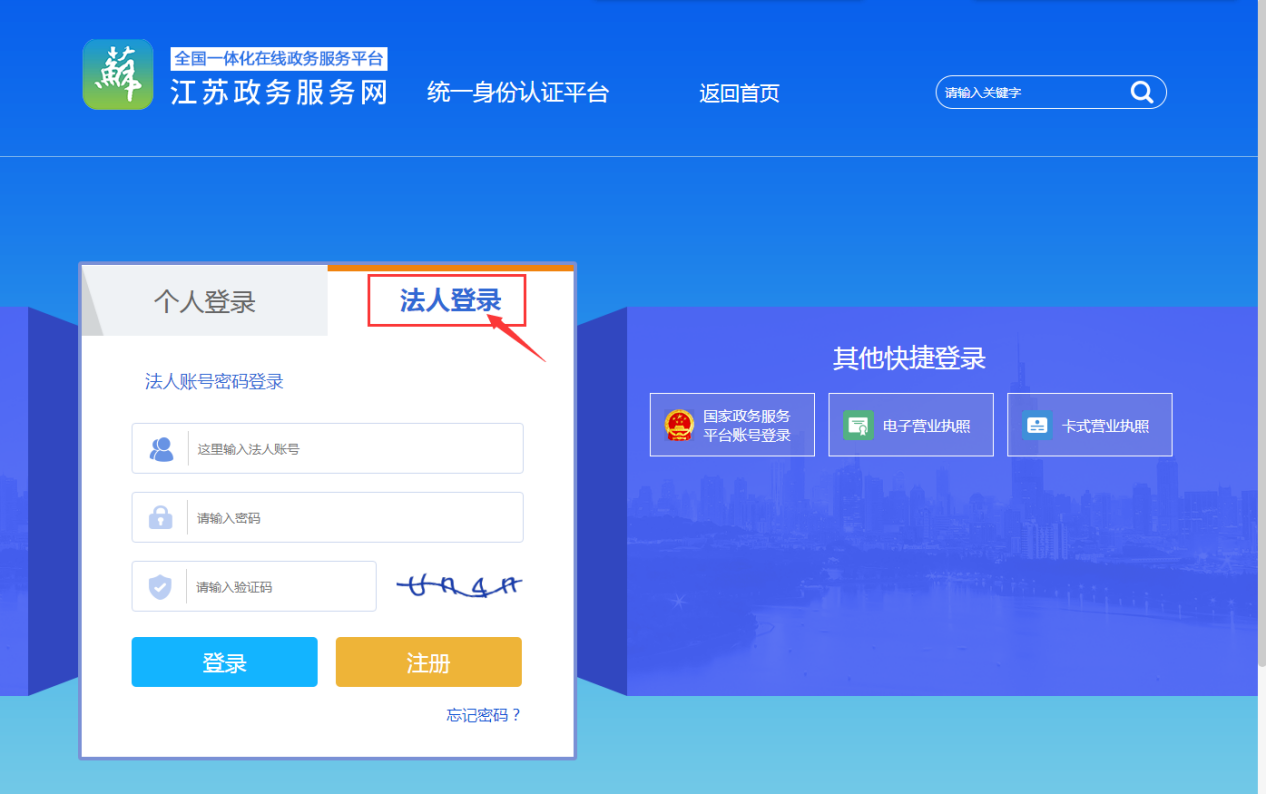 蘇
全国一体化在线政务服务平台
江苏政务服务网
统一身份认证平台
返回首页
请输入关键字
个人登录
法人登录
法人账号密码登录
这里输入法人账号
请输入密码
请输入验证码
登录
注册
忘记密码？
其他快捷登录
国家政务服务
平台账号登录
电子营业执照
卡式营业执照